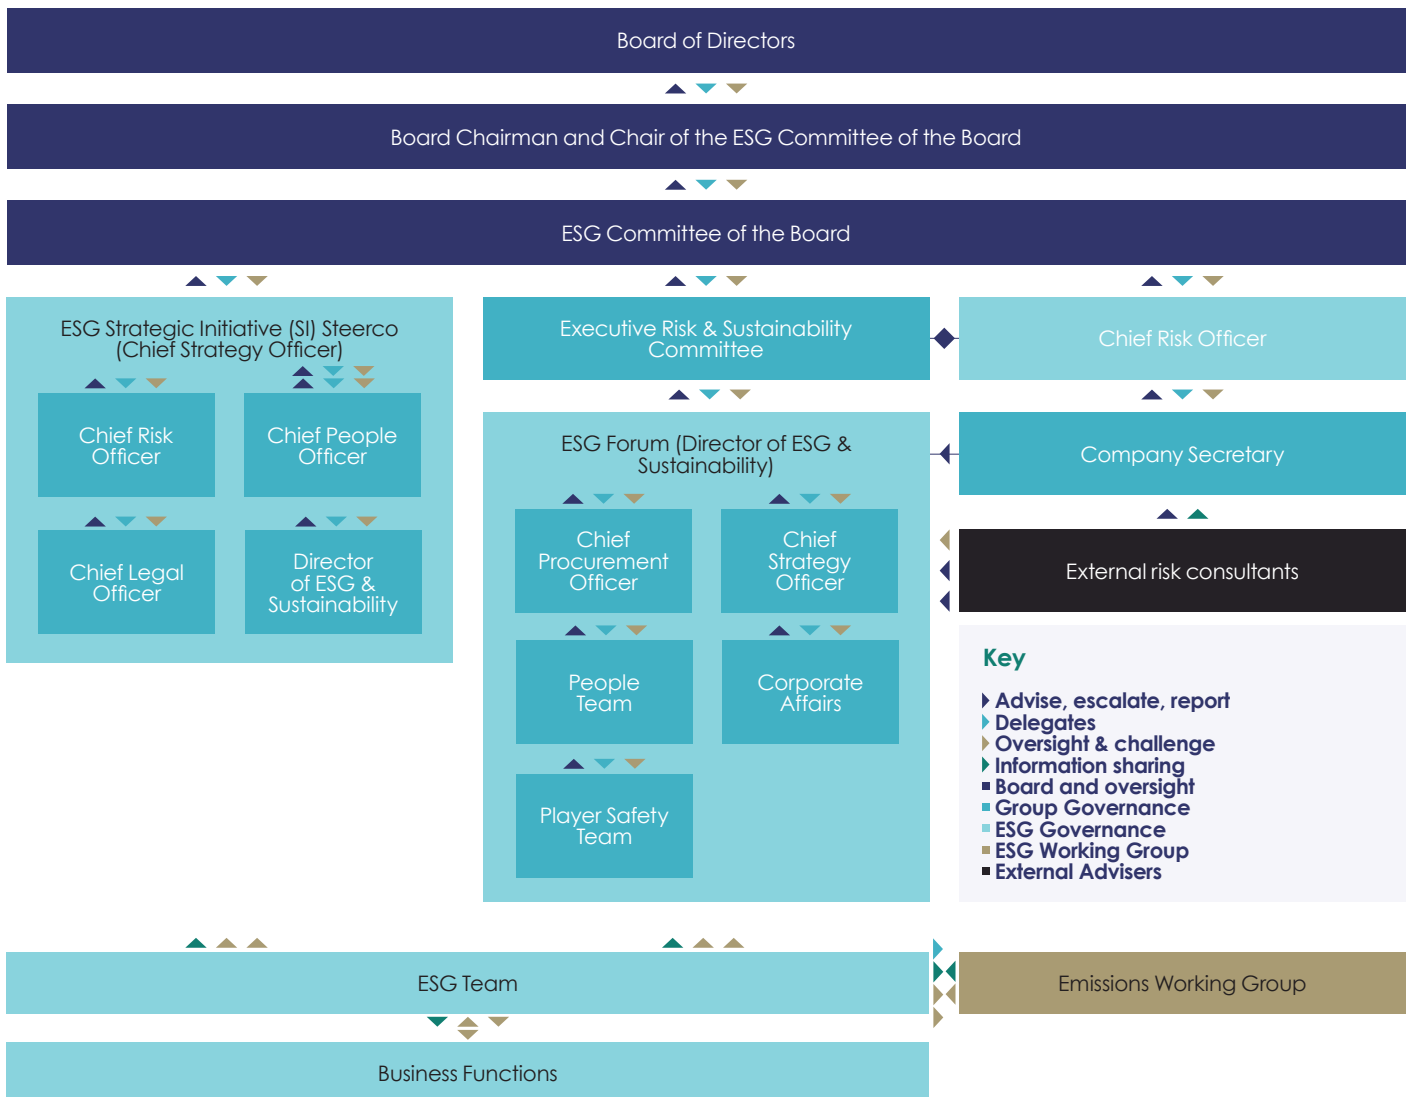 Board of Directors
Board Chairman and Chair of the ESG Committee of the Board
ESG Committee of the Board
ESG Strategic Initiative (SI) Steerco
(Chief Strategy Officer)
Chief Risk
Officer
Chief People
Officer
Chief Legal
Officer
Director
of ESG &
Sustainability
Executive Risk & Sustainability
Committee
Chief Risk Officer
ESG Forum (Director of ESG &
Sustainability)
Chief
Procurement
Officer
Chief
Strategy
Officer
People
Team
Corporate
Affairs
Player Safety
Team
Company Secretary
External risk consultants
Key
Advise, escalate, report
Delegates
Oversight & challenge
Information sharing
Board and oversight
Group Governance
ESG Governance
ESG Working Group
External Advisers
ESG Team
Emissions Working Group
Business Functions